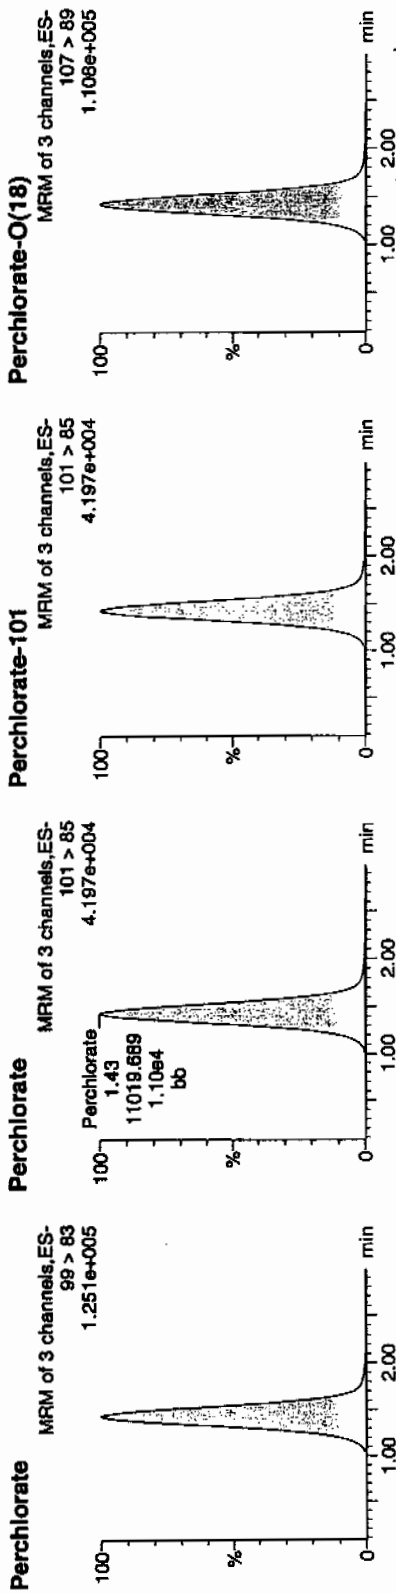 Perchlorate
MRM of 3 channels,ES-
99 > 83
1.251e+005
100
%
0
1.00
2.00
min
Perchlorate
MRM of 3 channels,ES-
101 > 85
4.197e+004
Perchlorate
1.43
11019.689
1.10e4
bb
100
%
0
1.00
2.00
min
Perchlorate-101
MRM of 3 channels,ES-
101 > 85
4.197e+004
100
%
0
1.00
2.00
min
Perchlorate-O(18)
MRM of 3 channels,ES-
107 > 89
1.108e+005
100
%
0
1.00
2.00
min